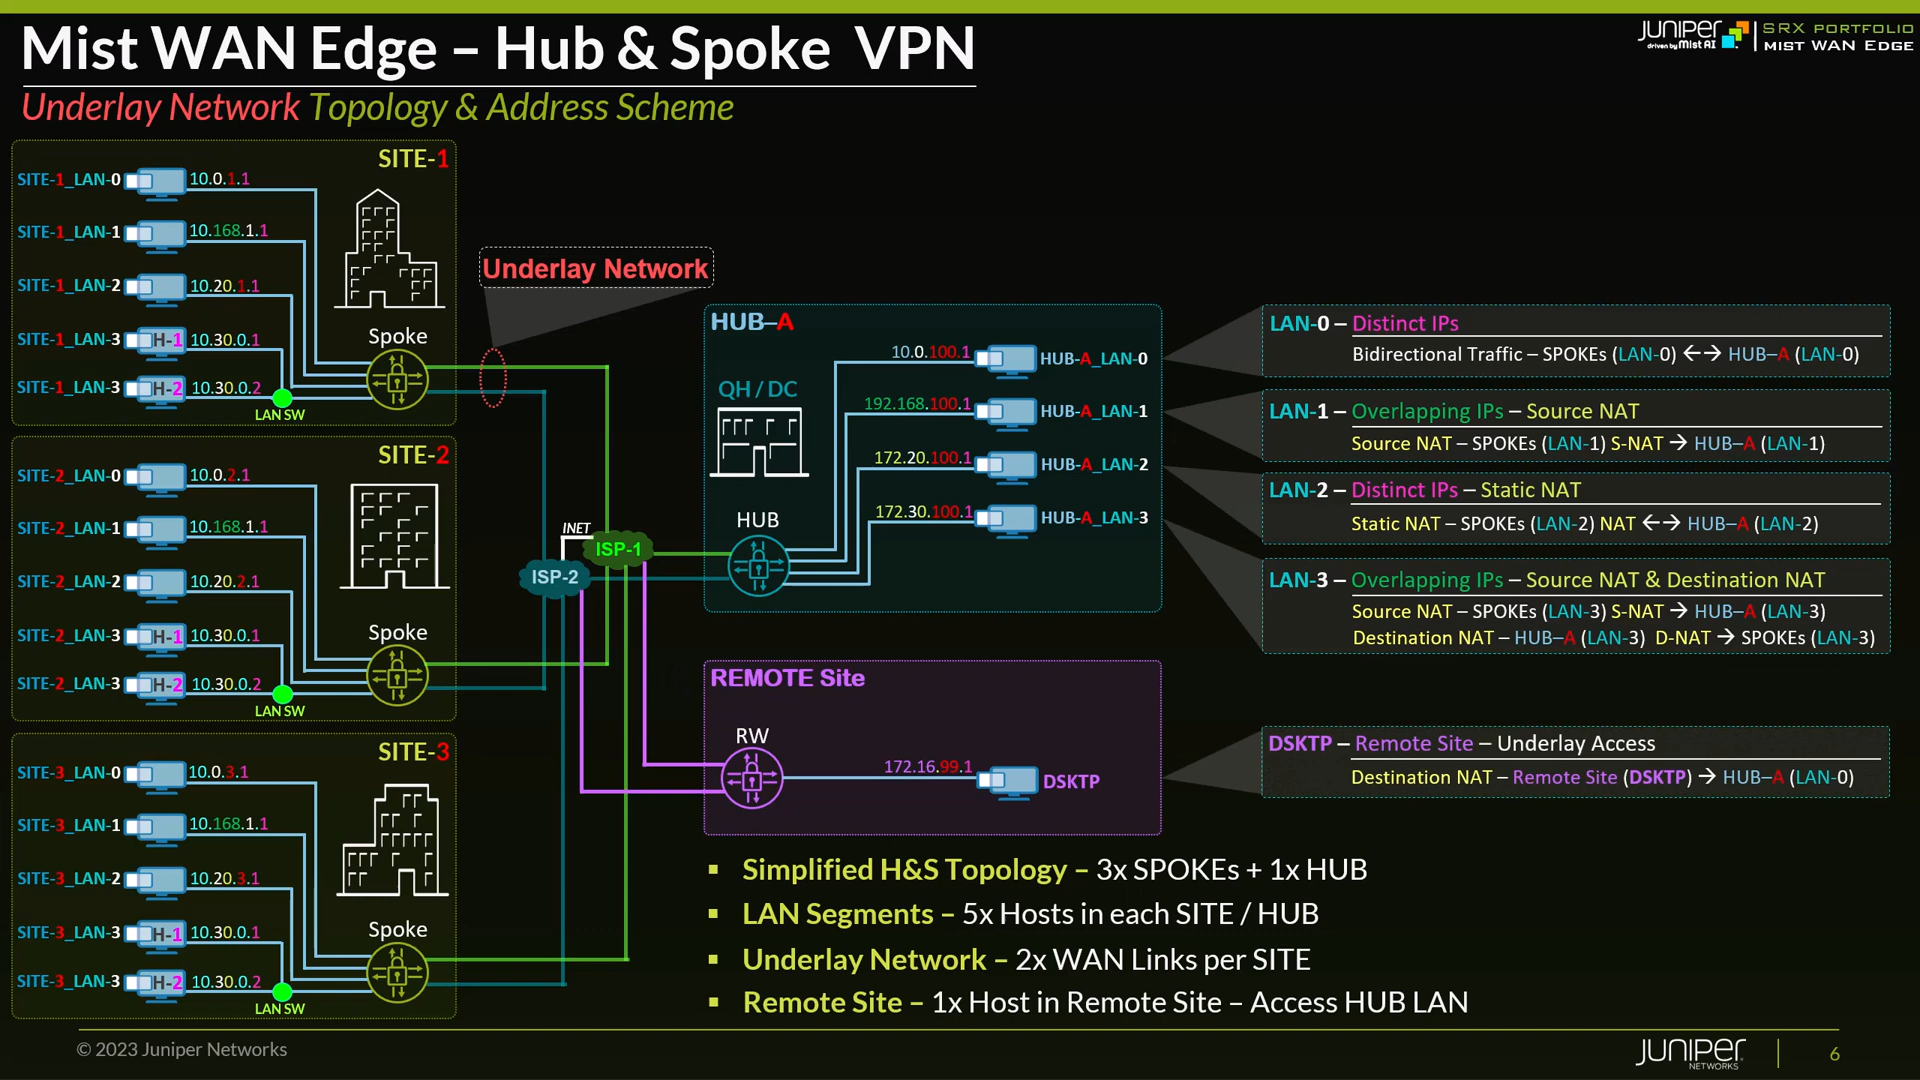 Mist WAN Edge – Hub & Spoke VPN
Underlay Network Topology & Address Scheme
JUNIPER
driven by Mist AI
SRX PORTFOLIO
MIST WAN EDGE
SITE-1
SITE-1_LAN-0
10.0.1.1
SITE-1_LAN-1
10.168.1.1
SITE-1_LAN-2
10.20.1.1
SITE-1_LAN-3
H-1
10.30.0.1
SITE-1_LAN-3
H-2
10.30.0.2
LAN SW
Spoke
SITE-2
SITE-2_LAN-0
10.0.2.1
SITE-2_LAN-1
10.168.1.1
SITE-2_LAN-2
10.20.2.1
SITE-2_LAN-3
H-1
10.30.0.1
SITE-2_LAN-3
H-2
10.30.0.2
LAN SW
Spoke
SITE-3
SITE-3_LAN-0
10.0.3.1
SITE-3_LAN-1
10.168.1.1
SITE-3_LAN-2
10.20.3.1
SITE-3_LAN-3
H-1
10.30.0.1
SITE-3_LAN-3
H-2
10.30.0.2
LAN SW
Spoke
Underlay Network
INET
ISP-1
ISP-2
HUB–A
QH / DC
HUB
10.0.100.1
HUB-A_LAN-0
192.168.100.1
HUB-A_LAN-1
172.20.100.1
HUB-A_LAN-2
172.30.100.1
HUB-A_LAN-3
REMOTE Site
RW
172.16.99.1
DSKTP
LAN-0 – Distinct IPs
Bidirectional Traffic – SPOKEs (LAN-0) ←→ HUB–A (LAN-0)
LAN-1 – Overlapping IPs – Source NAT
Source NAT – SPOKEs (LAN-1) S-NAT → HUB–A (LAN-1)
LAN-2 – Distinct IPs – Static NAT
Static NAT – SPOKEs (LAN-2) NAT ←→ HUB–A (LAN-2)
LAN-3 – Overlapping IPs – Source NAT & Destination NAT
Source NAT – SPOKEs (LAN-3) S-NAT → HUB–A (LAN-3)
Destination NAT – HUB–A (LAN-3) D-NAT → SPOKEs (LAN-3)
DSKTP – Remote Site – Underlay Access
Destination NAT – Remote Site (DSKTP) → HUB–A (LAN-0)
▪ Simplified H&S Topology – 3x SPOKEs + 1x HUB
▪ LAN Segments – 5x Hosts in each SITE / HUB
▪ Underlay Network – 2x WAN Links per SITE
▪ Remote Site – 1x Host in Remote Site – Access HUB LAN
© 2023 Juniper Networks
JUNIPER
NETWORKS
6